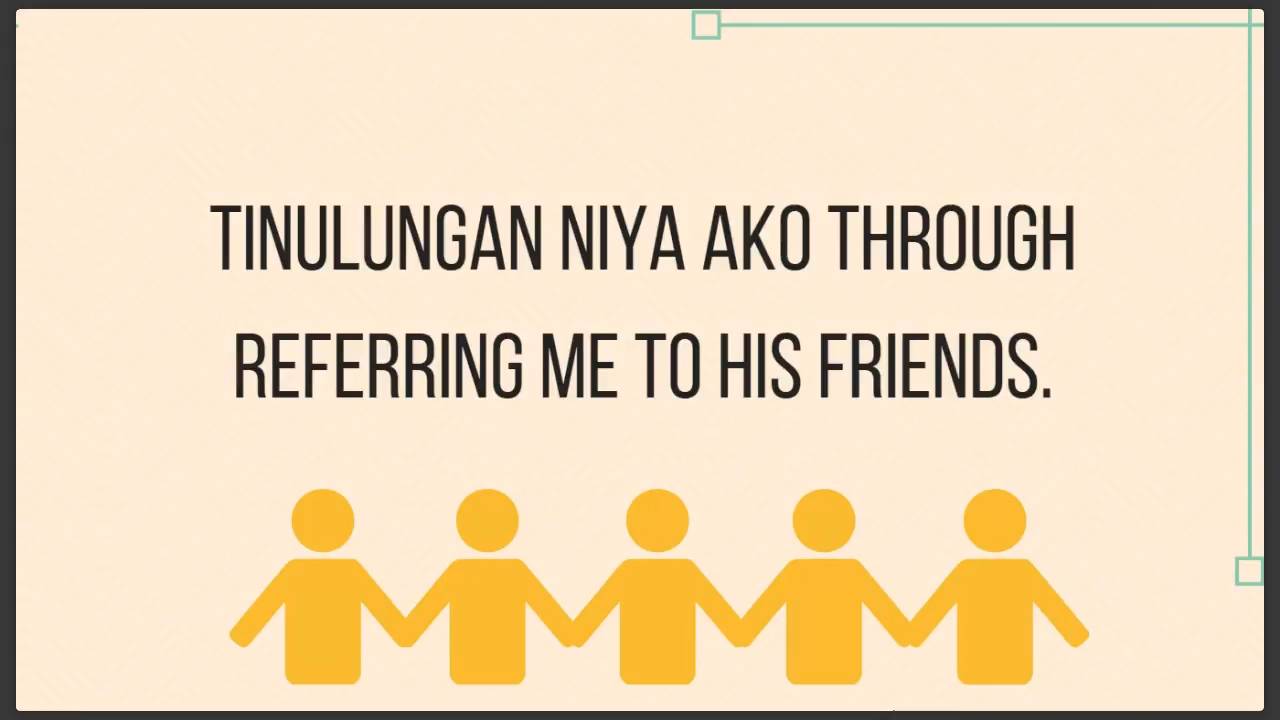 TINULUNGAN NIYA AKO THROUGH
REFERRING ME TO HIS FRIENDS.